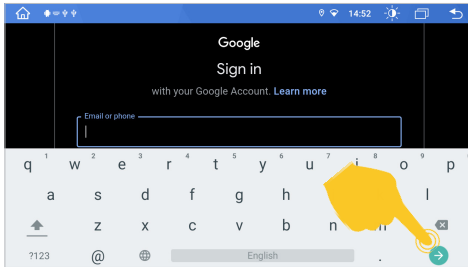 14:52
Google
Sign in
with your Google Account. Learn more
Email or phone
q 1 w 2 e 3 r 4 t 5 y 6 u 7 i 8 o 9 p
a s d f g h l
z x c v b n m
?123 @ English .